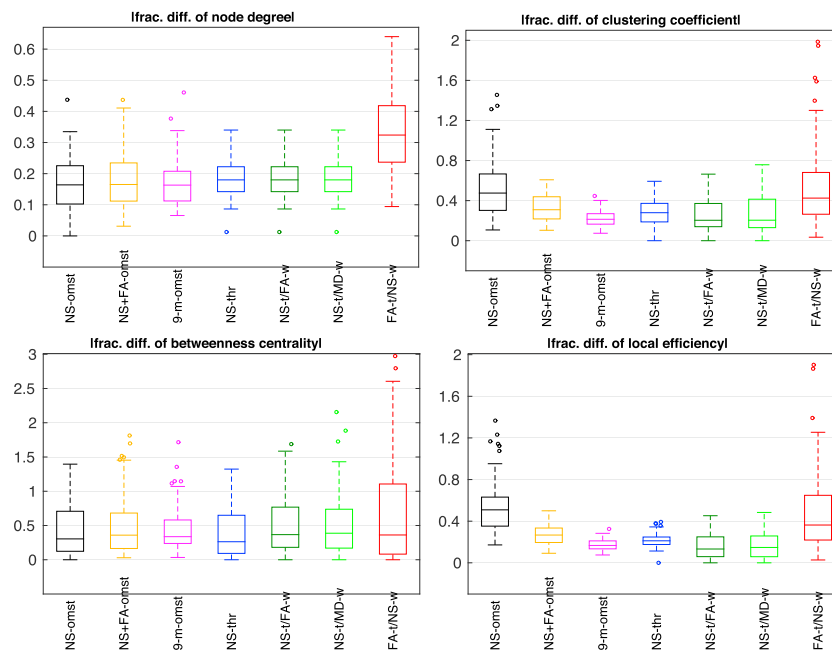 |frac. diff. of node degree|
0.6
0.5
0.4
0.3
0.2
0.1
0
NS-omst
NS+FA-omst
9-m-omst
NS-thr
NS-t/FA-w
NS-t/MD-w
FA-t/NS-w
|frac. diff. of clustering coefficient|
2
1.6
1.2
0.8
0.4
0
NS-omst
NS+FA-omst
9-m-omst
NS-thr
NS-t/FA-w
NS-t/MD-w
FA-t/NS-w
|frac. diff. of betweenness centrality|
3
2.5
2
1.5
1
0.5
0
NS-omst
NS+FA-omst
9-m-omst
NS-thr
NS-t/FA-w
NS-t/MD-w
FA-t/NS-w
|frac. diff. of local efficiency|
2
1.6
1.2
0.8
0.4
0
NS-omst
NS+FA-omst
9-m-omst
NS-thr
NS-t/FA-w
NS-t/MD-w
FA-t/NS-w